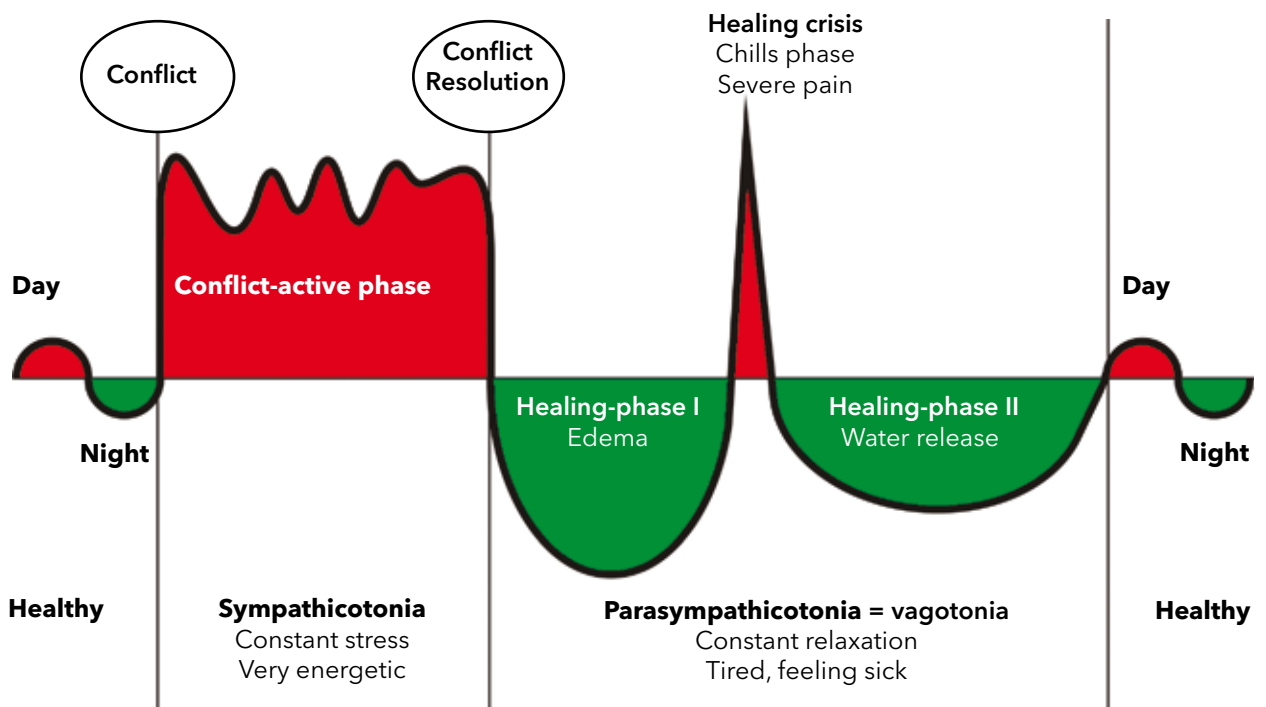 Conflict
Conflict
Resolution
Healing crisis
Chills phase
Severe pain
Day
Conflict-active phase
Day
Healing-phase I
Edema
Healing-phase II
Water release
Night
Night
Healthy
Sympathicotonia
Constant stress
Very energetic
Parasympathicotonia = vagotonia
Constant relaxation
Tired, feeling sick
Healthy